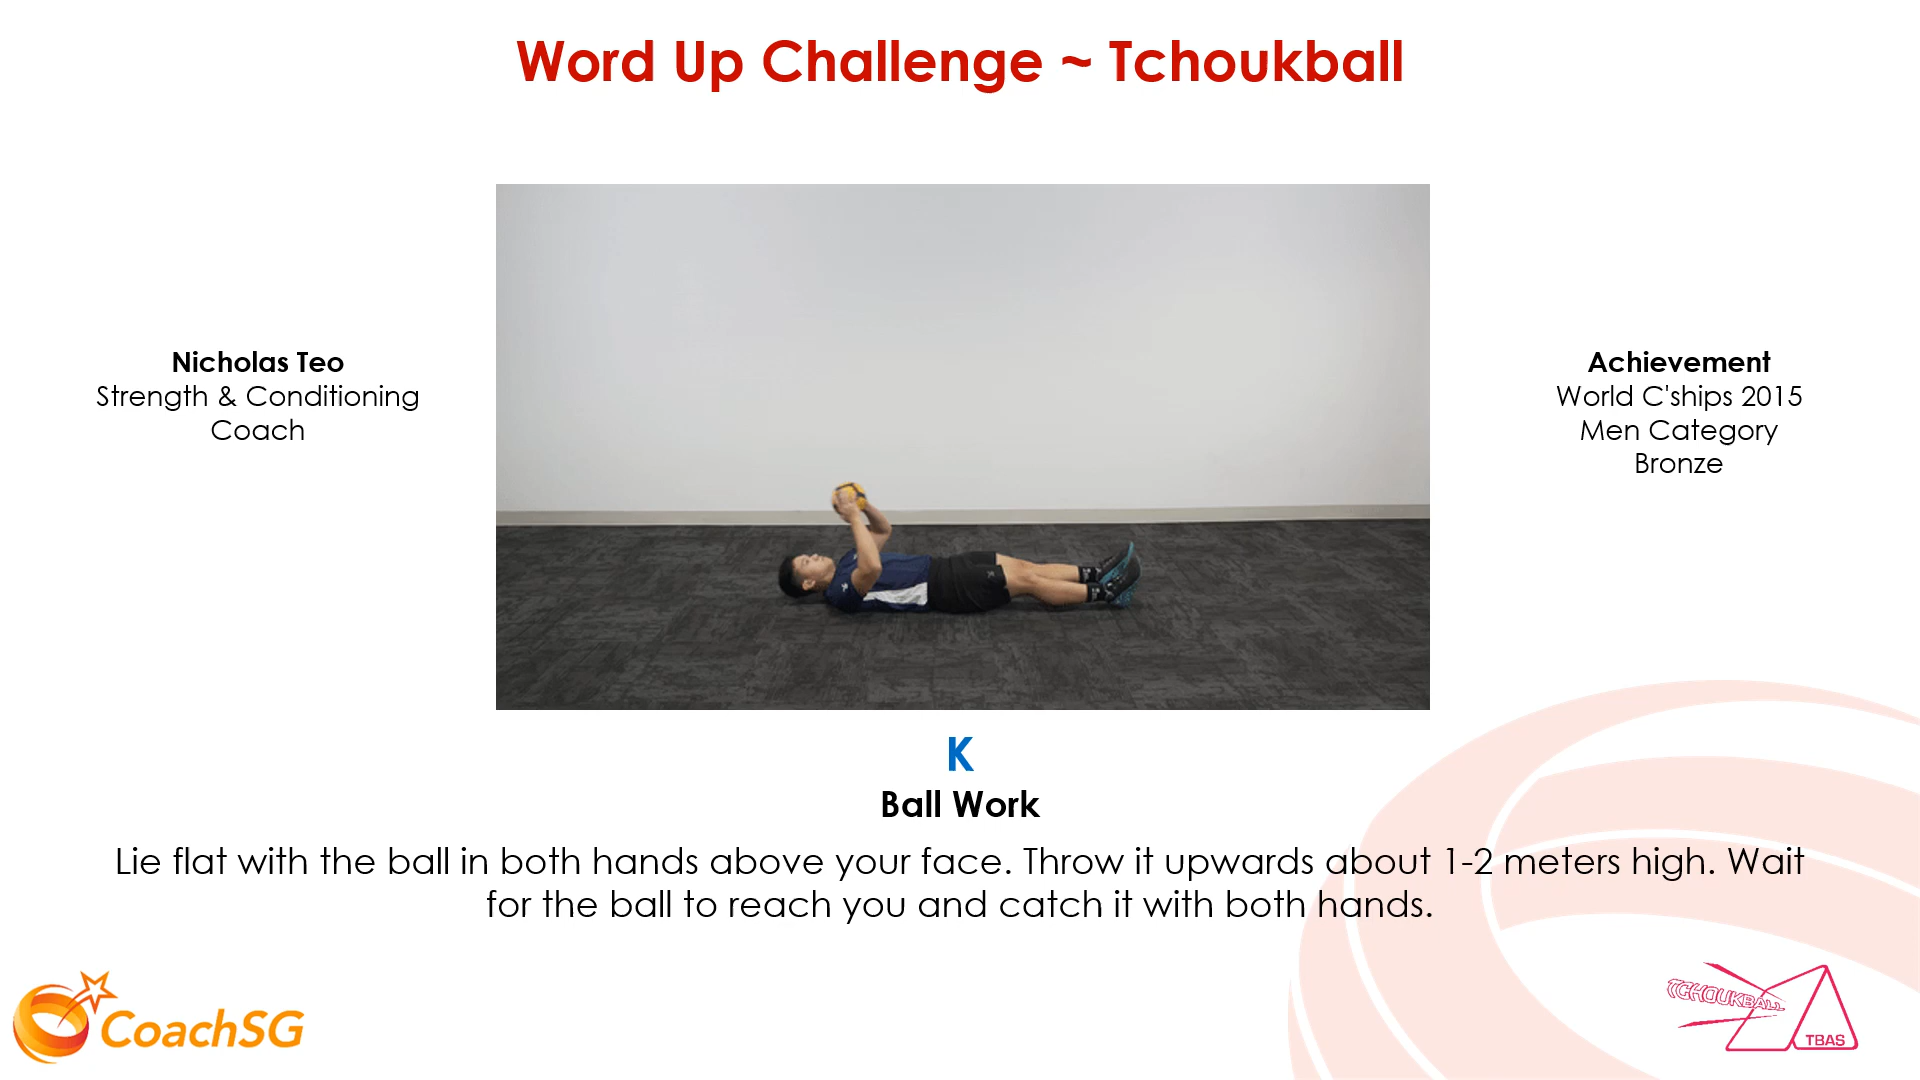 Word Up Challenge ~ Tchoukball
Nicholas Teo
Strength & Conditioning
Coach
Achievement
World C'ships 2015
Men Category
Bronze
K
Ball Work
Lie flat with the ball in both hands above your face. Throw it upwards about 1-2 meters high. Wait
for the ball to reach you and catch it with both hands.
CoachSG
TCHOUKBALL
TBAS